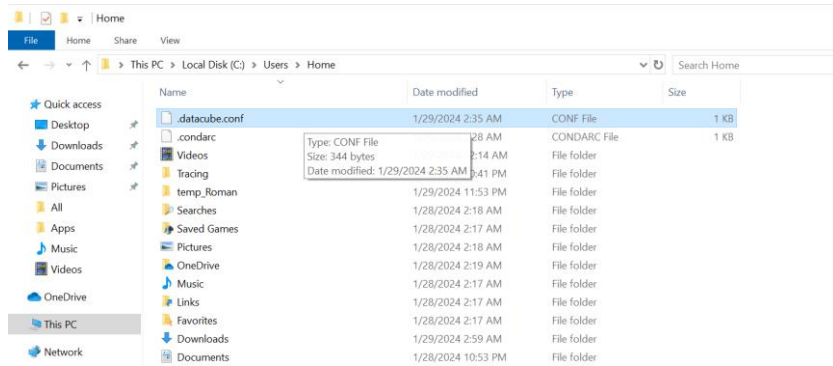 Home
File Home Share View
This PC > Local Disk (C:) > Users > Home
Search Home
Name Date modified Type Size
Quick access
Desktop
Downloads
Documents
Pictures
All
Apps
Music
Videos
OneDrive
This PC
Network
.datacube.conf 1/29/2024 2:35 AM CONF File 1 KB
.condarc 28 AM CONDARC File 1 KB
Type: CONF File
Size: 344 bytes
Date modified: 1/29/2024 2:35 AM
Videos 2:14 AM File folder
Tracing :41 PM File folder
temp_Roman 1/29/2024 11:53 PM File folder
Searches 1/28/2024 2:18 AM File folder
Saved Games 1/28/2024 2:17 AM File folder
Pictures 1/28/2024 2:18 AM File folder
OneDrive 1/28/2024 2:19 AM File folder
Music 1/28/2024 2:17 AM File folder
Links 1/28/2024 2:17 AM File folder
Favorites 1/28/2024 2:17 AM File folder
Downloads 1/29/2024 2:59 AM File folder
Documents 1/28/2024 10:53 PM File folder